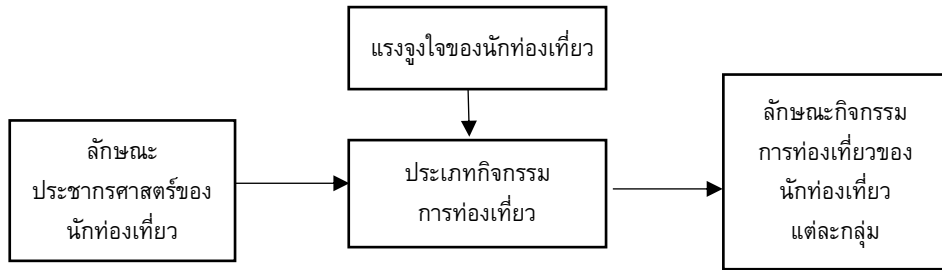 แรงจูงใจของนักท่องเที่ยว
ลักษณะ
ประชากรศาสตร์ของ
นักท่องเที่ยว
ประเภทกิจกรรม
การท่องเที่ยว
ลักษณะกิจกรรม
การท่องเที่ยวของ
นักท่องเที่ยว
แต่ละกลุ่ม